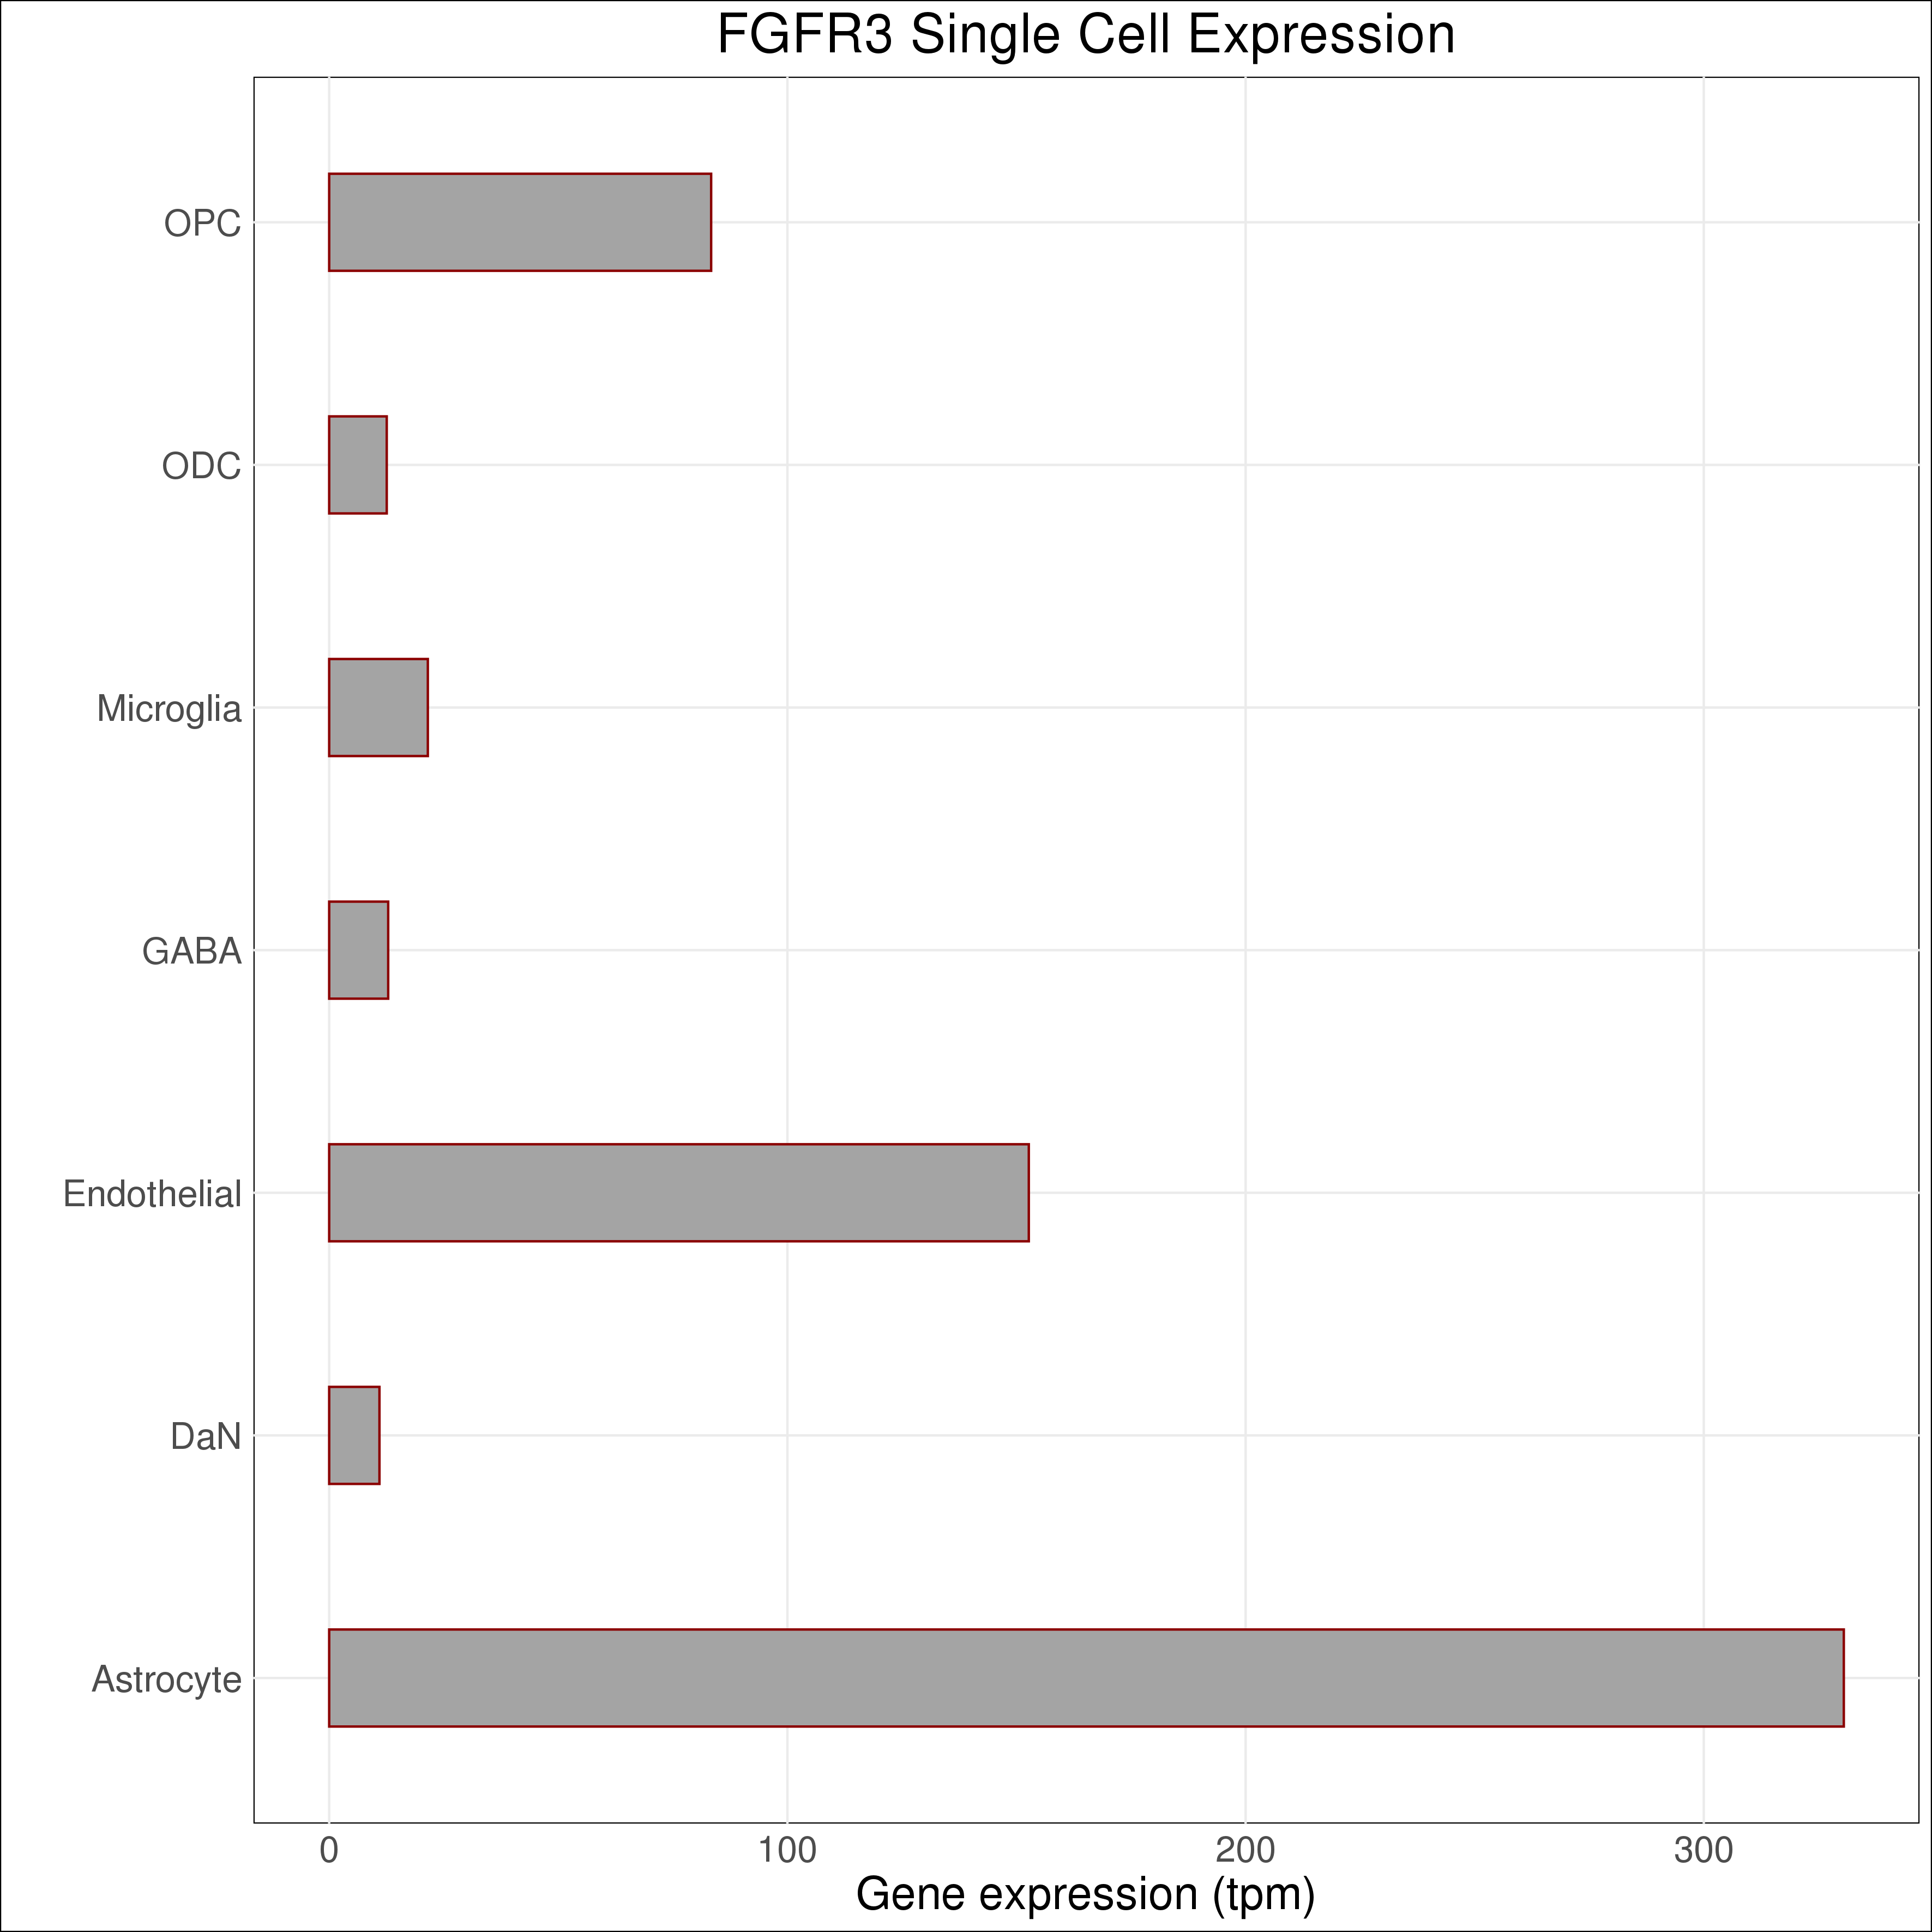 FGFR3 Single Cell Expression
OPC
ODC
Microglia
GABA
Endothelial
DaN
Astrocyte
0 100 200 300
Gene expression (tpm)